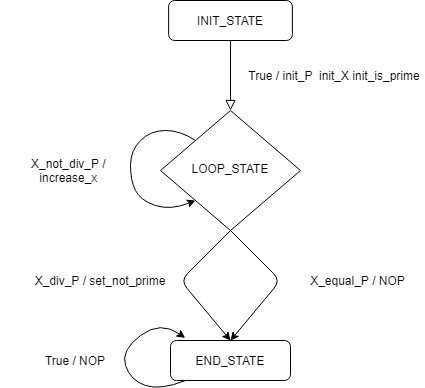 INIT_STATE
True / init_P init_X init_is_prime
X_not_div_P /
increase_x
LOOP_STATE
X_div_P / set_not_prime
X_equal_P / NOP
True / NOP
END_STATE